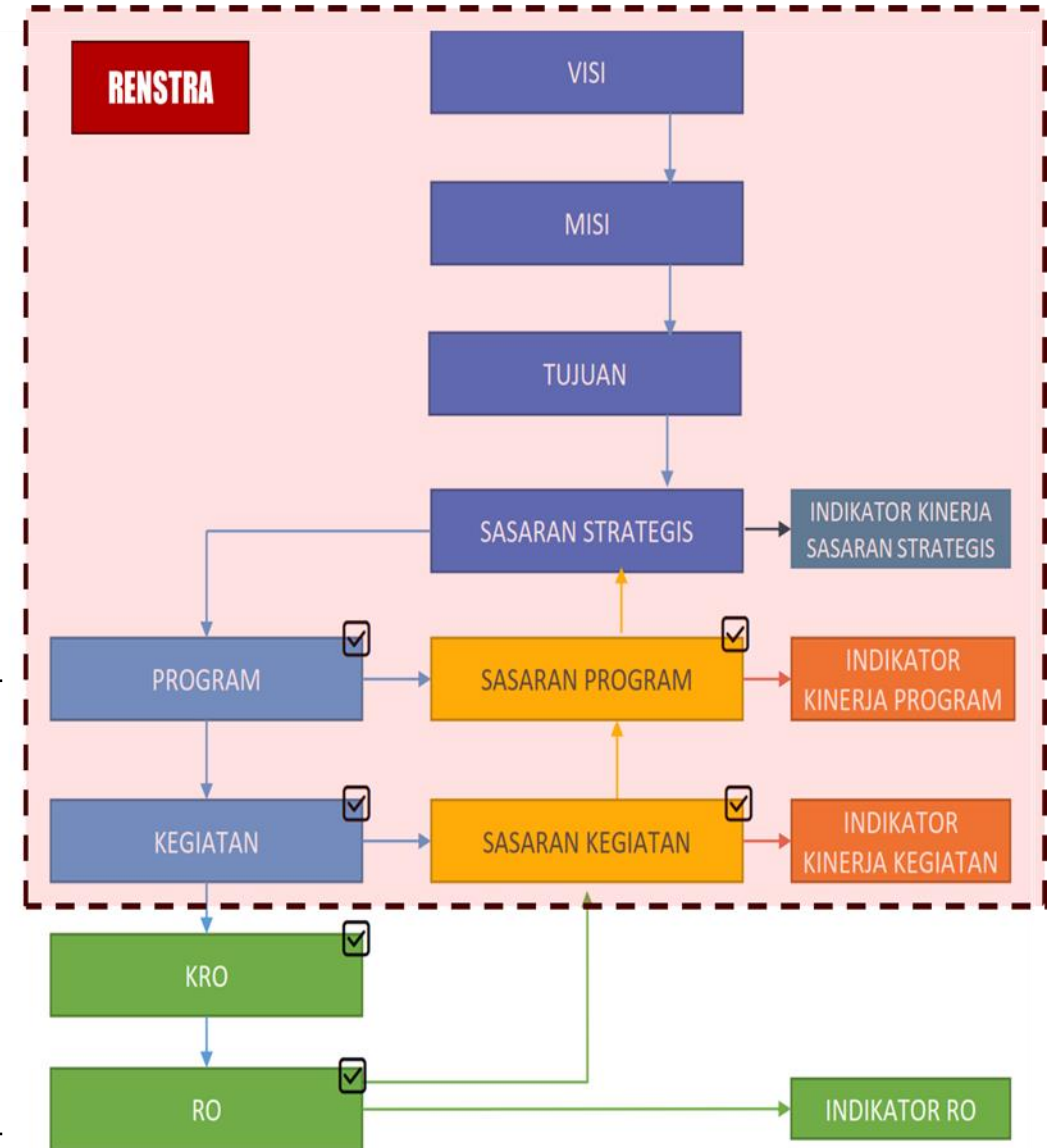 RENSTRA
VISI
MISI
TUJUAN
SASARAN STRATEGIS
INDIKATOR KINERJA
SASARAN STRATEGIS
PROGRAM
SASARAN PROGRAM
INDIKATOR
KINERJA PROGRAM
KEGIATAN
SASARAN KEGIATAN
INDIKATOR
KINERJA KEGIATAN
KRO
RO
INDIKATOR RO